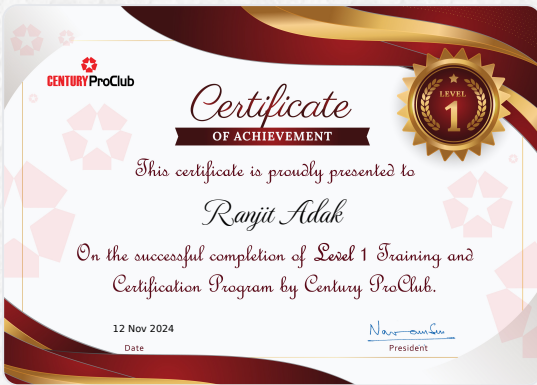 CENTURY ProClub
LEVEL
1
Certificate
OF ACHIEVEMENT
This certificate is proudly presented to
Ranjit Adak
On the successful completion of Level 1 Training and
Certification Program by Century ProClub.
12 Nov 2024
Date
President